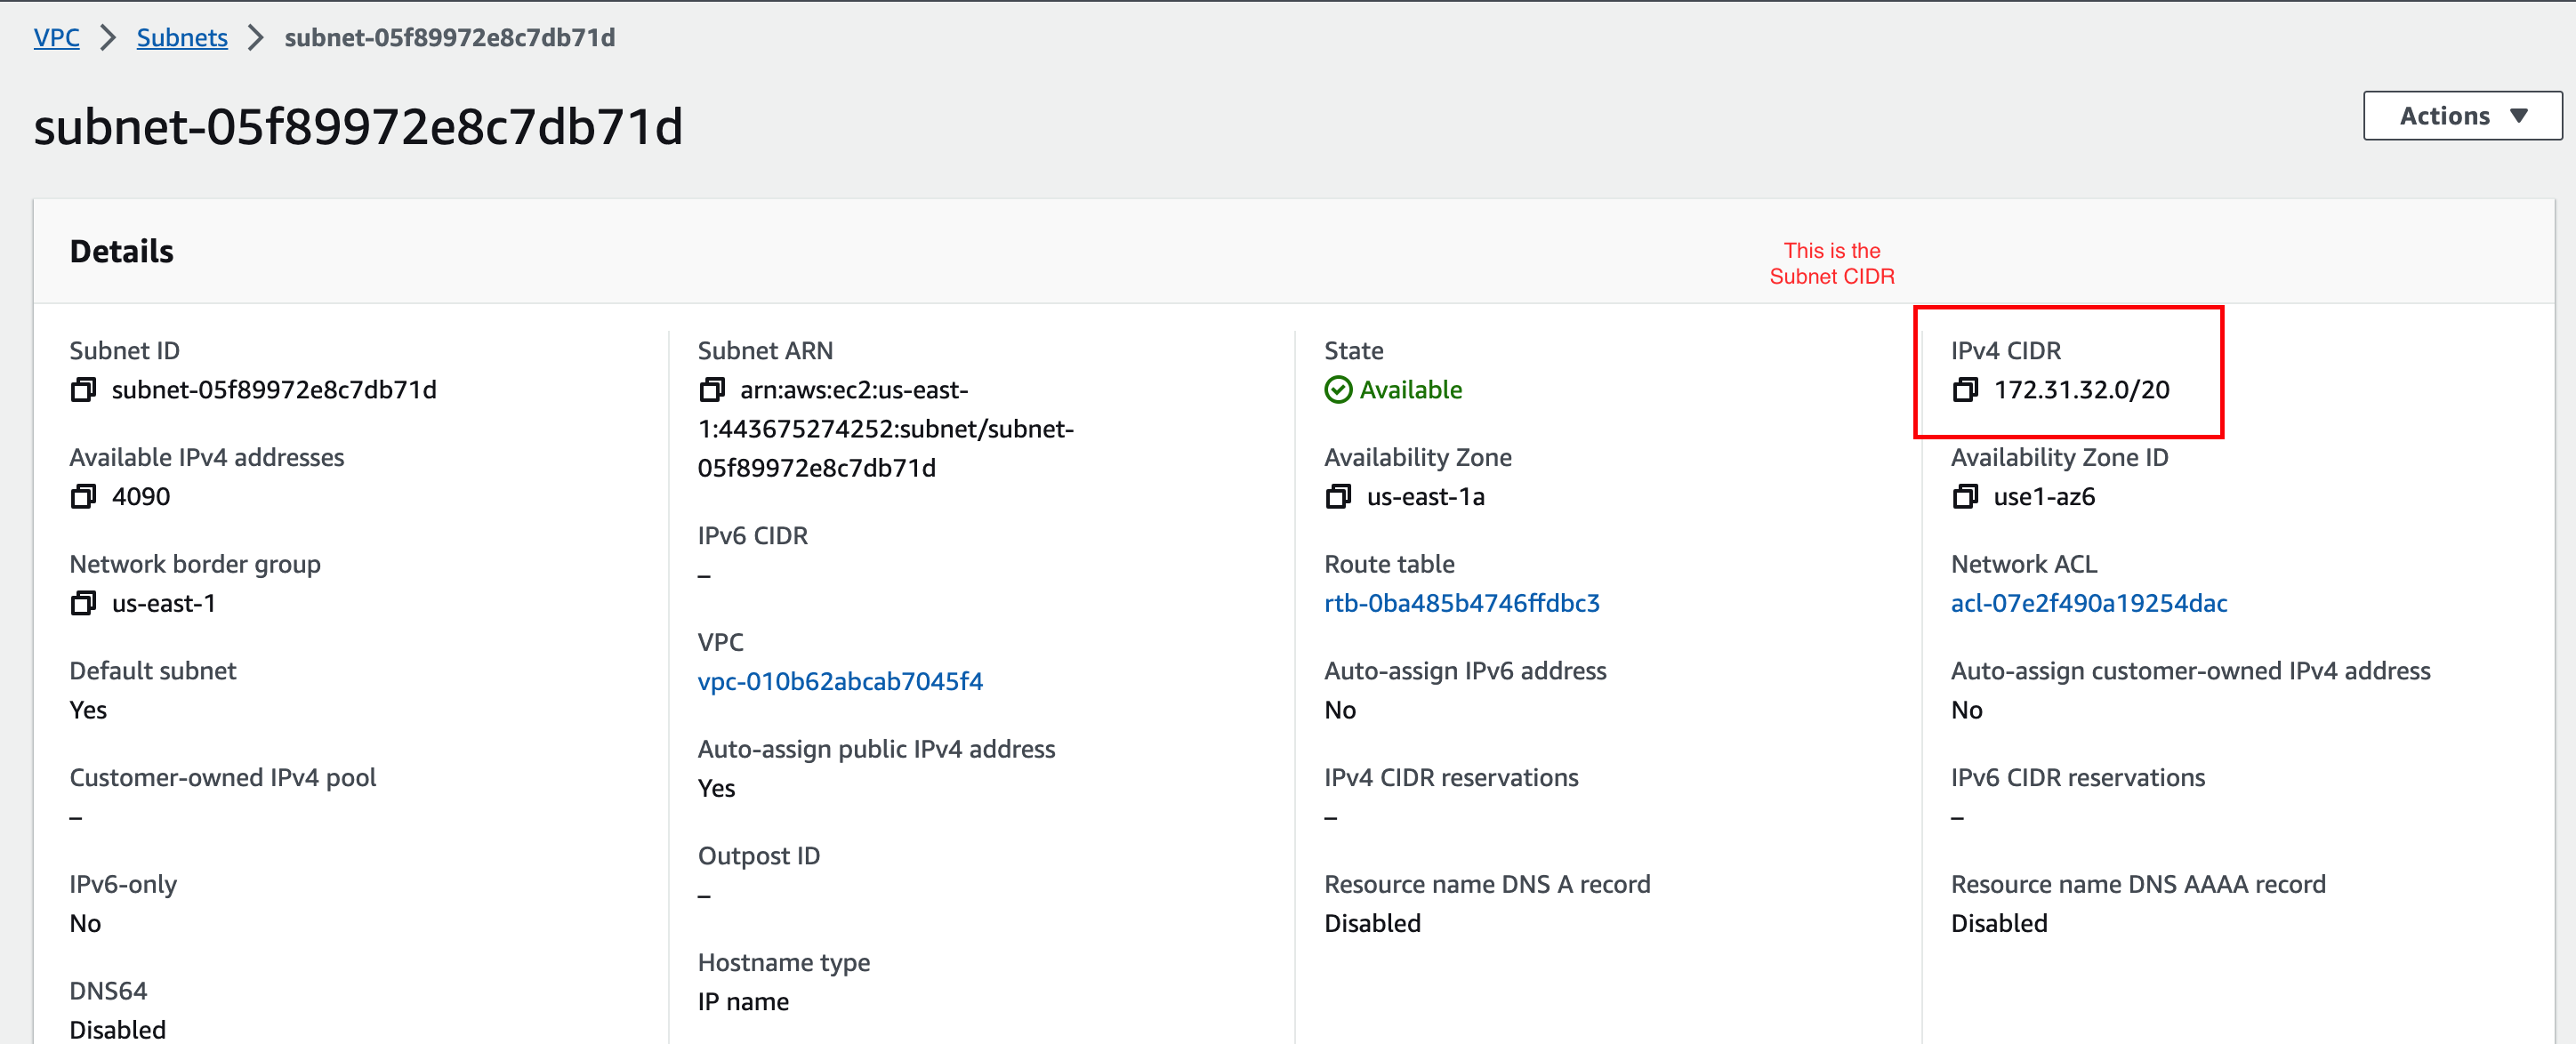 VPC > Subnets > subnet-05f89972e8c7db71d
subnet-05f89972e8c7db71d
Actions ▼
Details
This is the
Subnet CIDR
Subnet ID
subnet-05f89972e8c7db71d
Available IPv4 addresses
4090
Network border group
us-east-1
Default subnet
Yes
Customer-owned IPv4 pool
–
IPv6-only
No
DNS64
Disabled
Subnet ARN
arn:aws:ec2:us-east-
1:443675274252:subnet/subnet-
05f89972e8c7db71d
IPv6 CIDR
–
VPC
vpc-010b62abcab7045f4
Auto-assign public IPv4 address
Yes
Outpost ID
–
Hostname type
IP name
State
Available
Availability Zone
us-east-1a
Route table
rtb-0ba485b4746ffdbc3
Auto-assign IPv6 address
No
IPv4 CIDR reservations
–
Resource name DNS A record
Disabled
IPv4 CIDR
172.31.32.0/20
Availability Zone ID
use1-az6
Network ACL
acl-07e2f490a19254dac
Auto-assign customer-owned IPv4 address
No
IPv6 CIDR reservations
–
Resource name DNS AAAA record
Disabled